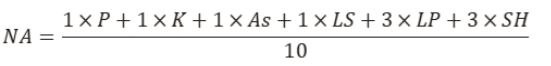 NA = (1 × P + 1 × K + 1 × As + 1 × LS + 3 × LP + 3 × SH) / 10